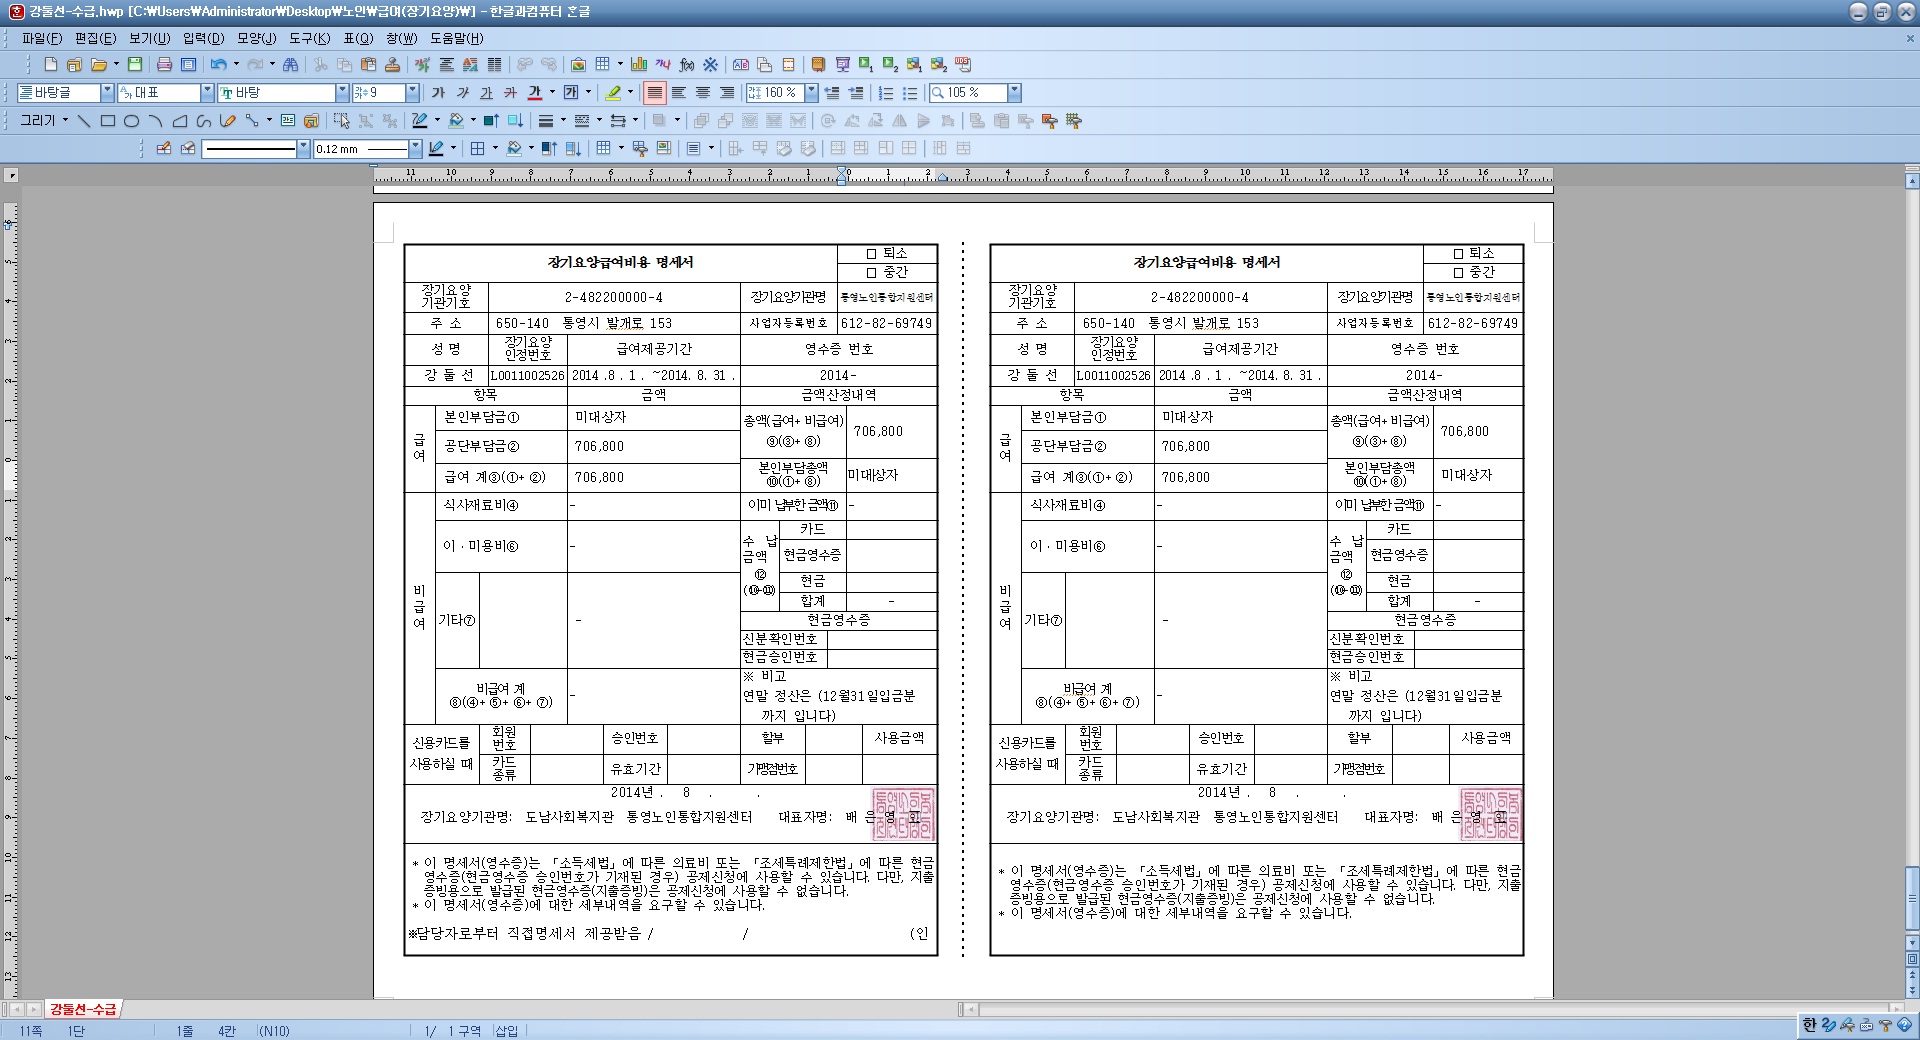 강둘선-수급.hwp [C:₩Users₩Administrator₩Desktop₩노인₩급여(장기요양)₩] - 한글과컴퓨터 흔글
파일(F) 편집(E) 보기(U) 입력(D) 모양(J) 도구(K) 표(Q) 창(W) 도움말(H)
바탕글 대표 바탕 9 가 가 가 가 가 가 160 % 105 %
그리기
0.12 mm
11 10 9 8 7 6 5 4 3 2 1 0 1 2 3 4 5 6 7 8 9 10 11 12 13 14 15 16 17
장기요양급여비용 명세서
□ 퇴소
□ 중간
장기요양
기관기호
2-482200000-4
장기요양기관명
통영노인통합지원센터
주 소
650-140 통영시 발개로 153
사업자등록번호
612-82-69749
성 명
장기요양
인정번호
급여제공기간
영수증 번호
강 둘 선
L0011002526
2014 .8 . 1 . ~2014. 8. 31 .
2014-
항목
금액
금액산정내역
급
여
본인부담금①
미대상자
총액(급여+ 비급여)
⑨(③+ ⑧)
706,800
공단부담금②
706,800
급여 계③(①+ ②)
706,800
본인부담총액
⑩(①+ ⑧)
미대상자
비
급
여
식사재료비④
-
이미 납부한 금액⑪
-
이 · 미용비⑥
-
수 납
금액
⑫
(⑩-⑪)
카드
현금영수증
현금
합계
-
기타⑦
-
현금영수증
신분확인번호
현금승인번호
비급여 계
⑧(④+ ⑤+ ⑥+ ⑦)
-
※ 비고
연말 정산은 (12월31일입금분
까지 입니다)
신용카드를
사용하실 때
회원
번호
승인번호
할부
사용금액
카드
종류
유효기간
가맹점번호
2014년 . 8 . .
장기요양기관명: 도남사회복지관 통영노인통합지원센터 대표자명: 배 은 영 인
* 이 명세서(영수증)는 「소득세법」에 따른 의료비 또는 「조세특례제한법」에 따른 현금
영수증(현금영수증 승인번호가 기재된 경우) 공제신청에 사용할 수 있습니다. 다만, 지출
증빙용으로 발급된 현금영수증(지출증빙)은 공제신청에 사용할 수 없습니다.
* 이 명세서(영수증)에 대한 세부내역을 요구할 수 있습니다.
※담당자로부터 직접명세서 제공받음 / / (인
장기요양급여비용 명세서
□ 퇴소
□ 중간
장기요양
기관기호
2-482200000-4
장기요양기관명
통영노인통합지원센터
주 소
650-140 통영시 발개로 153
사업자등록번호
612-82-69749
성 명
장기요양
인정번호
급여제공기간
영수증 번호
강 둘 선
L0011002526
2014 .8 . 1 . ~2014. 8. 31 .
2014-
항목
금액
금액산정내역
급
여
본인부담금①
미대상자
총액(급여+ 비급여)
⑨(③+ ⑧)
706,800
공단부담금②
706,800
급여 계③(①+ ②)
706,800
본인부담총액
⑩(①+ ⑧)
미대상자
비
급
여
식사재료비④
-
이미 납부한 금액⑪
-
이 · 미용비⑥
-
수 납
금액
⑫
(⑩-⑪)
카드
현금영수증
현금
합계
-
기타⑦
-
현금영수증
신분확인번호
현금승인번호
비급여 계
⑧(④+ ⑤+ ⑥+ ⑦)
-
※ 비고
연말 정산은 (12월31일입금분
까지 입니다)
신용카드를
사용하실 때
회원
번호
승인번호
할부
사용금액
카드
종류
유효기간
가맹점번호
2014년 . 8 . .
장기요양기관명: 도남사회복지관 통영노인통합지원센터 대표자명: 배 은 영 인
* 이 명세서(영수증)는 「소득세법」에 따른 의료비 또는 「조세특례제한법」에 따른 현금
영수증(현금영수증 승인번호가 기재된 경우) 공제신청에 사용할 수 있습니다. 다만, 지출
증빙용으로 발급된 현금영수증(지출증빙)은 공제신청에 사용할 수 없습니다.
* 이 명세서(영수증)에 대한 세부내역을 요구할 수 있습니다.
강둘선-수급
11쪽 1단 1줄 4칸 (N10) 1/ 1 구역 삽입
한